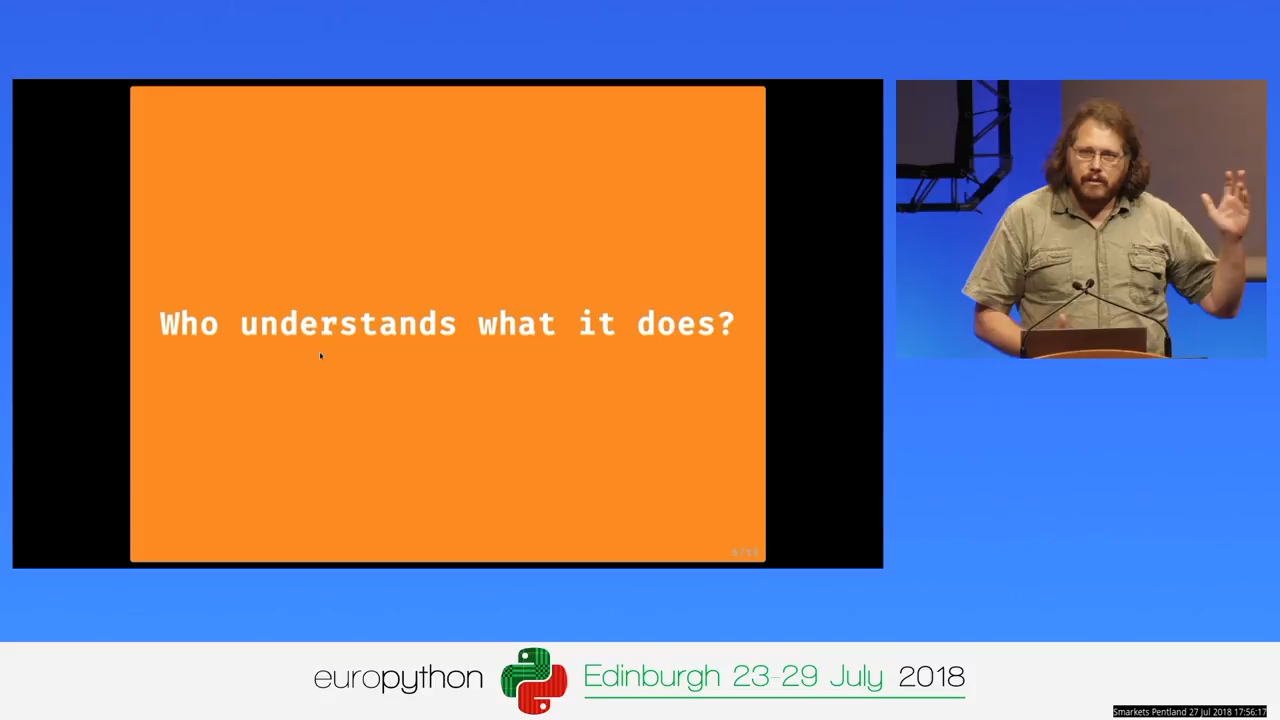 Who understands what it does?
europython
Edinburgh 23-29 July 2018
Smarkets Pentland 27 Jul 2018 17:56:17